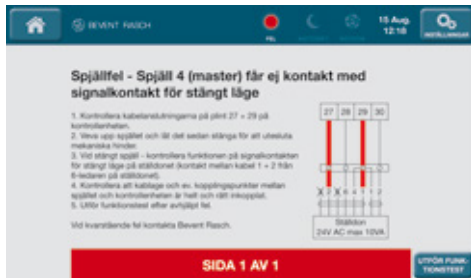 BEVENT RASCH
FEL
15 Aug
12:18
INSTÄLLNINGAR
Spjällfel - Spjäll 4 (master) får ej kontakt med
signalkontakt för stängt läge
1. Kontrollera kabelanslutningarna på plint 27 + 29 på
kontrollenheten.
2. Veva upp spjället och låt det sedan stänga för att utesluta
mekaniska hinder.
3. Vid stängt spjäll - kontrollera funktionen på signalkontakten
för stängt läge på ställdonet (kontakt mellan kabel 1 + 2 från
6-ledaren på ställdonet).
4. Kontrollera att kablage och ev. kopplingspunkter mellan
spjället och kontrollenheten är helt och rätt inkopplat.
5. Utför funktionstest efter avhjälpt fel.
Vid kvarstående fel kontakta Bevent Rasch.
27 28 29 30
Ställdon
24V AC max 10VA
SIDA 1 AV 1
UTFÖR FUNK-
TIONSTEST